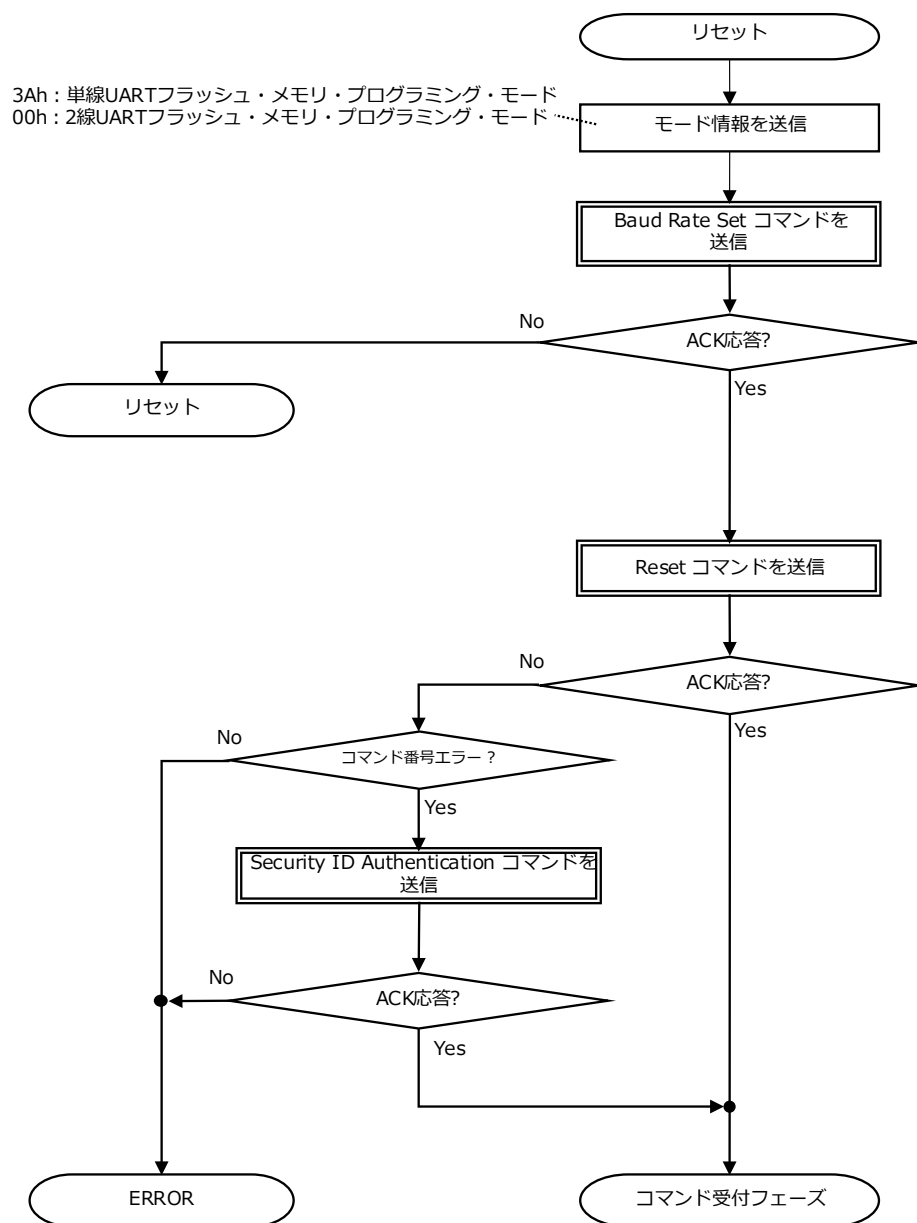 リセット
3Ah : 単線UARTフラッシュ・メモリ・プログラミング・モード
00h : 2線UARTフラッシュ・メモリ・プログラミング・モード
モード情報を送信
Baud Rate Set コマンドを
送信
No
ACK応答?
リセット
Yes
Reset コマンドを送信
No
ACK応答?
Yes
No
コマンド番号エラー ?
Yes
Security ID Authentication コマンドを
送信
No
ACK応答?
Yes
ERROR
コマンド受付フェーズ